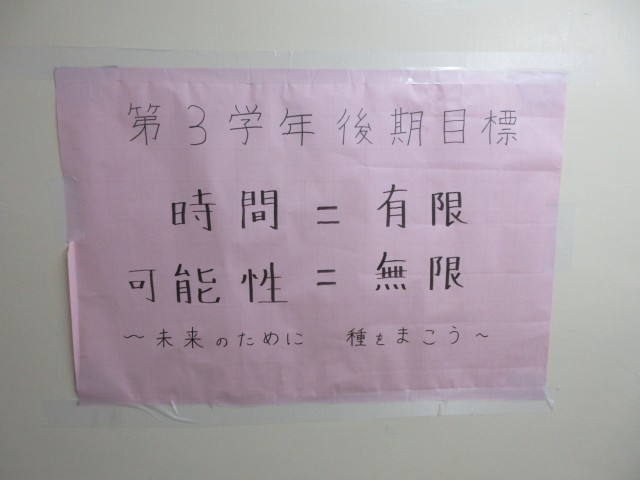 第3学年後期目標
時間=有限
可能性=無限
～未来のために 種をまこう～